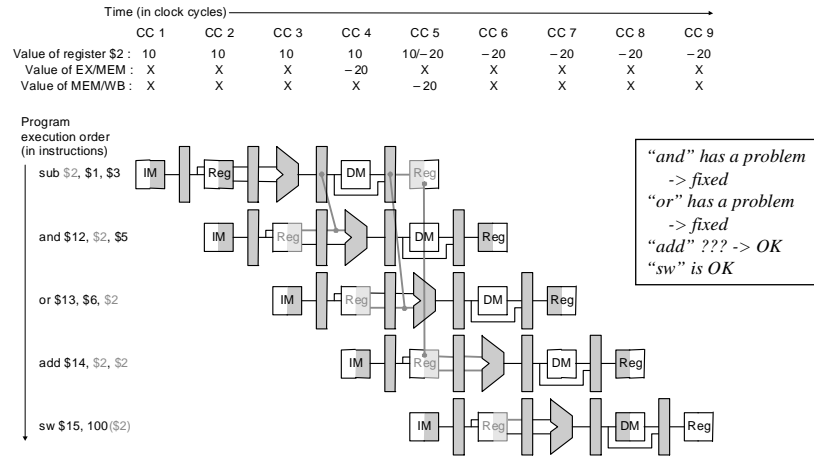 Time (in clock cycles)
CC 1 CC 2 CC 3 CC 4 CC 5 CC 6 CC 7 CC 8 CC 9
Value of register $2 : 10 10 10 10 10/–20 –20 –20 –20 –20
Value of EX/MEM : X X X –20 X X X X X
Value of MEM/WB : X X X X –20 X X X X
Program
execution order
(in instructions)
sub $2, $1, $3 IM Reg DM Reg
and $12, $2, $5 IM Reg DM Reg
or $13, $6, $2 IM Reg DM Reg
add $14, $2, $2 IM Reg DM Reg
sw $15, 100($2) IM Reg DM Reg
“and” has a problem
-> fixed
“or” has a problem
-> fixed
“add” ??? -> OK
“sw” is OK